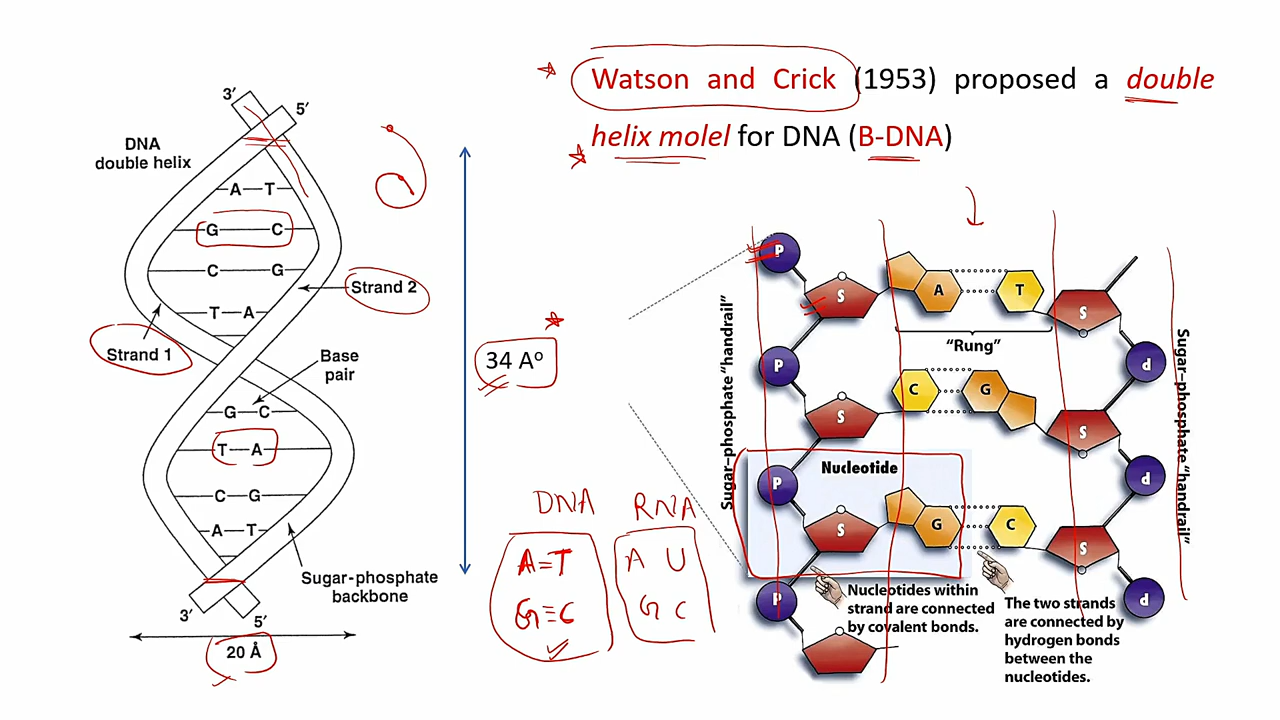 Watson and Crick (1953) proposed a double
helix molel for DNA (B-DNA)
3′
5′
DNA
double helix
A—T
G C
C G
T—A
Strand 2
Strand 1
Base
pair
G—C
T—A
C—G
A—T
Sugar-phosphate
backbone
3′
5′
20 Å
34 A⁰
DNA
A=T
G≡C
RNA
A U
G C
Sugar–phosphate "handrail"
P
S
A
T
S
"Rung"
P
P
S
C
G
S
Nucleotide
P
P
S
G
C
S
P
P
S
Sugar–phosphate "handrail"
Nucleotides within
strand are connected
by covalent bonds.
The two strands
are connected by
hydrogen bonds
between the
nucleotides.